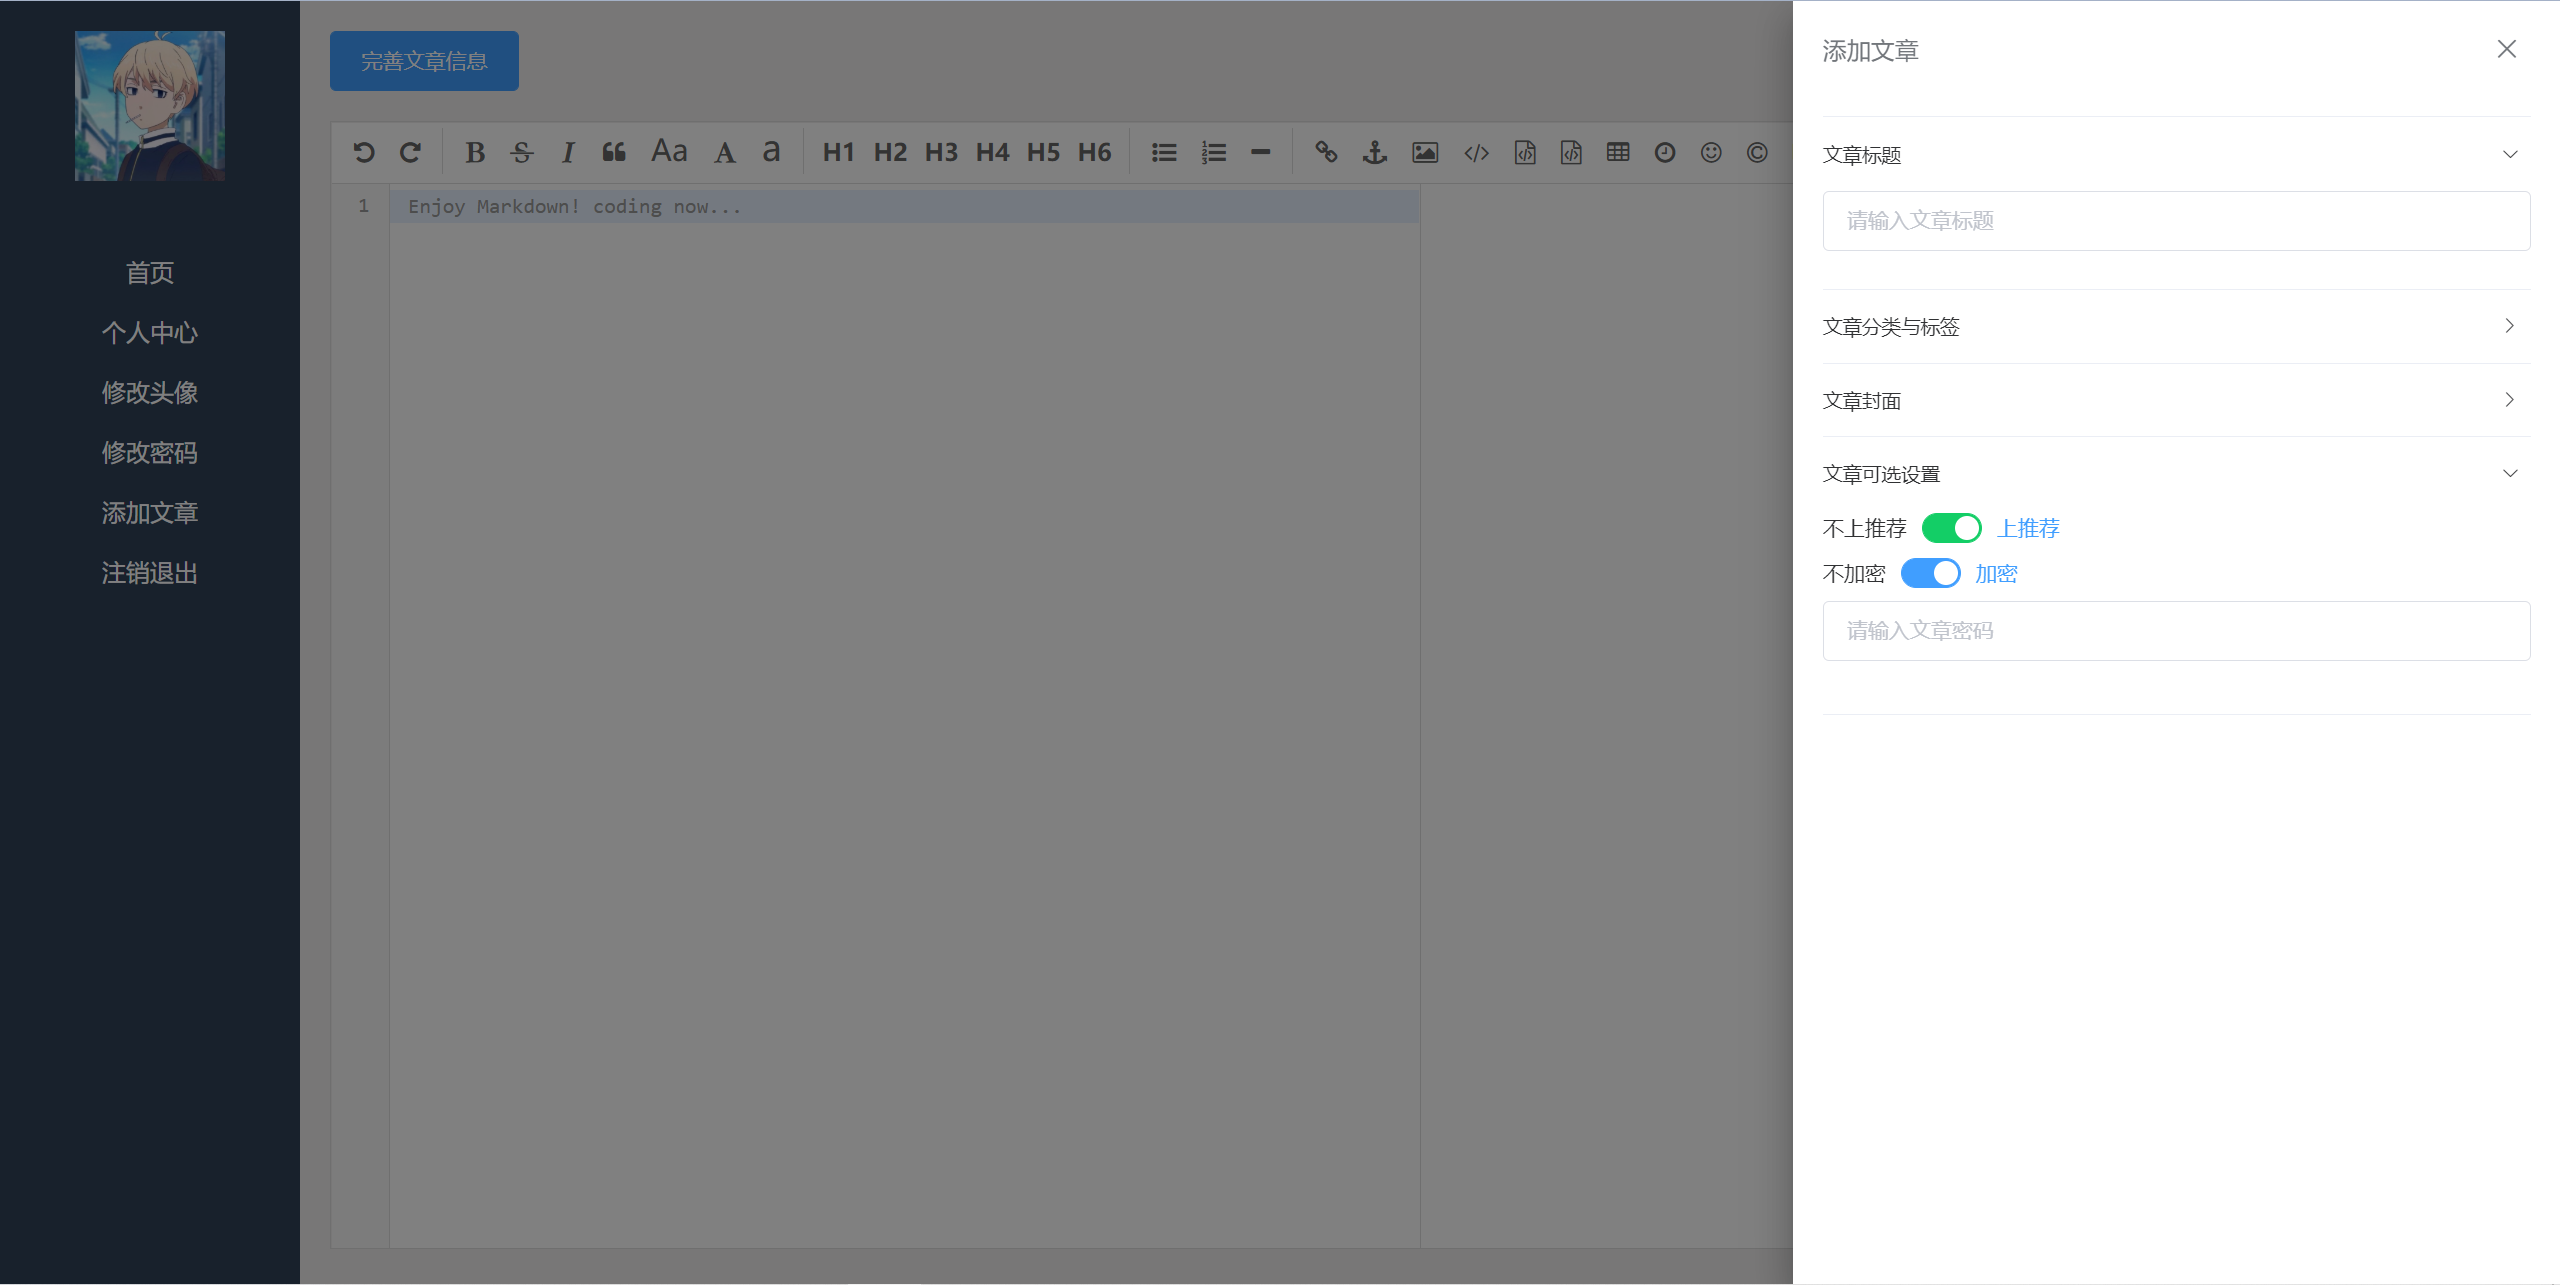 首页
个人中心
修改头像
修改密码
添加文章
注销退出
完善文章信息
B S I Aa A a H1 H2 H3 H4 H5 H6
1 Enjoy Markdown! coding now...
添加文章
文章标题
请输入文章标题
文章分类与标签
文章封面
文章可选设置
不上推荐 上推荐
不加密 加密
请输入文章密码